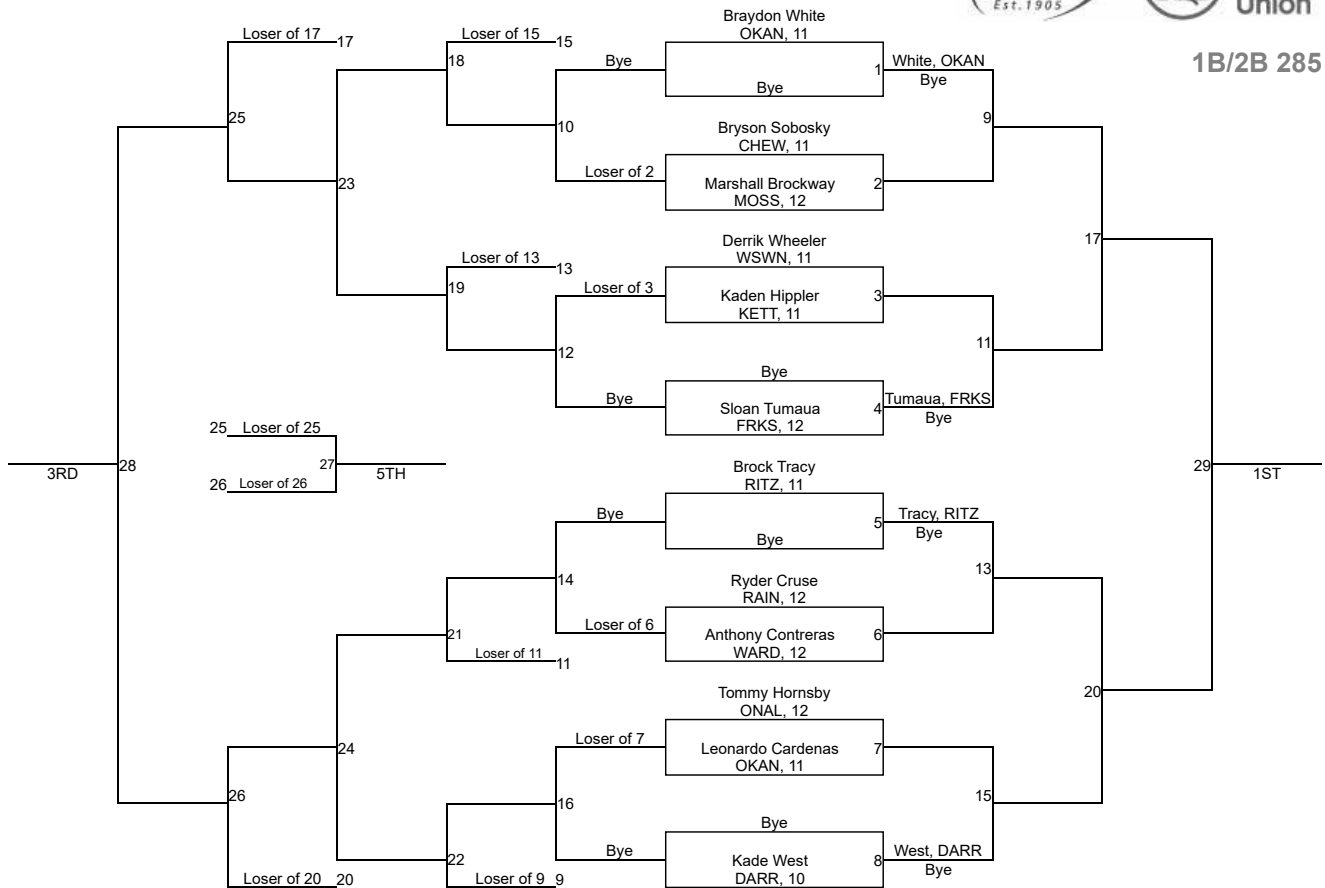 Est. 1905
Union
1B/2B 285
Braydon White
OKAN, 11
Loser of 17
17
Loser of 15
15
18
Bye
1
White, OKAN
Bye
Bye
25
10
9
Bryson Sobosky
CHEW, 11
Loser of 2
Marshall Brockway
MOSS, 12
2
23
Derrik Wheeler
WSWN, 11
17
Loser of 13
13
19
Loser of 3
Kaden Hippler
KETT, 11
3
12
11
Bye
Bye
Sloan Tumaua
FRKS, 12
4
Tumaua, FRKS
Bye
25
Loser of 25
3RD
28
27
5TH
29
1ST
26
Loser of 26
Brock Tracy
RITZ, 11
Bye
5
Tracy, RITZ
Bye
Bye
14
13
Ryder Cruse
RAIN, 12
Loser of 6
Anthony Contreras
WARD, 12
6
21
Loser of 11
11
Tommy Hornsby
ONAL, 12
20
24
Loser of 7
Leonardo Cardenas
OKAN, 11
7
26
16
15
Bye
22
Bye
Kade West
DARR, 10
8
West, DARR
Bye
Loser of 20
20
Loser of 9
9